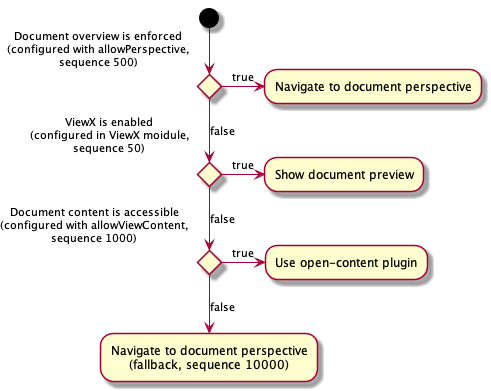 Document overview is enforced
(configured with allowPerspective,
sequence 500)
true
Navigate to document perspective
ViewX is enabled
(configured in ViewX moidule,
sequence 50)
false
true
Show document preview
Document content is accessible
(configured with allowViewContent,
sequence 1000)
false
true
Use open-content plugin
false
Navigate to document perspective
(fallback, sequence 10000)